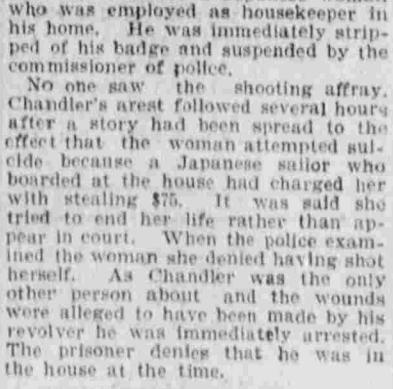 who was employed as housekeeper in
his home. He was immediately strip-
ped of his badge and suspended by the
commissioner of police.
No one saw the shooting affray.
Chandler's arest followed several hours
after a story had been spread to the
effect that the woman attempted sui-
cide because a Japanese sailor who
boarded at the house had charged her
with stealing $75. It was said she
tried to end her life rather than ap-
pear in court. When the police exam-
ined the woman she denied having shot
herself. As Chandler was the only
other person about and the wounds
were alleged to have been made by his
revolver he was immediately arrested.
The prisoner denies that he was in
the house at the time.